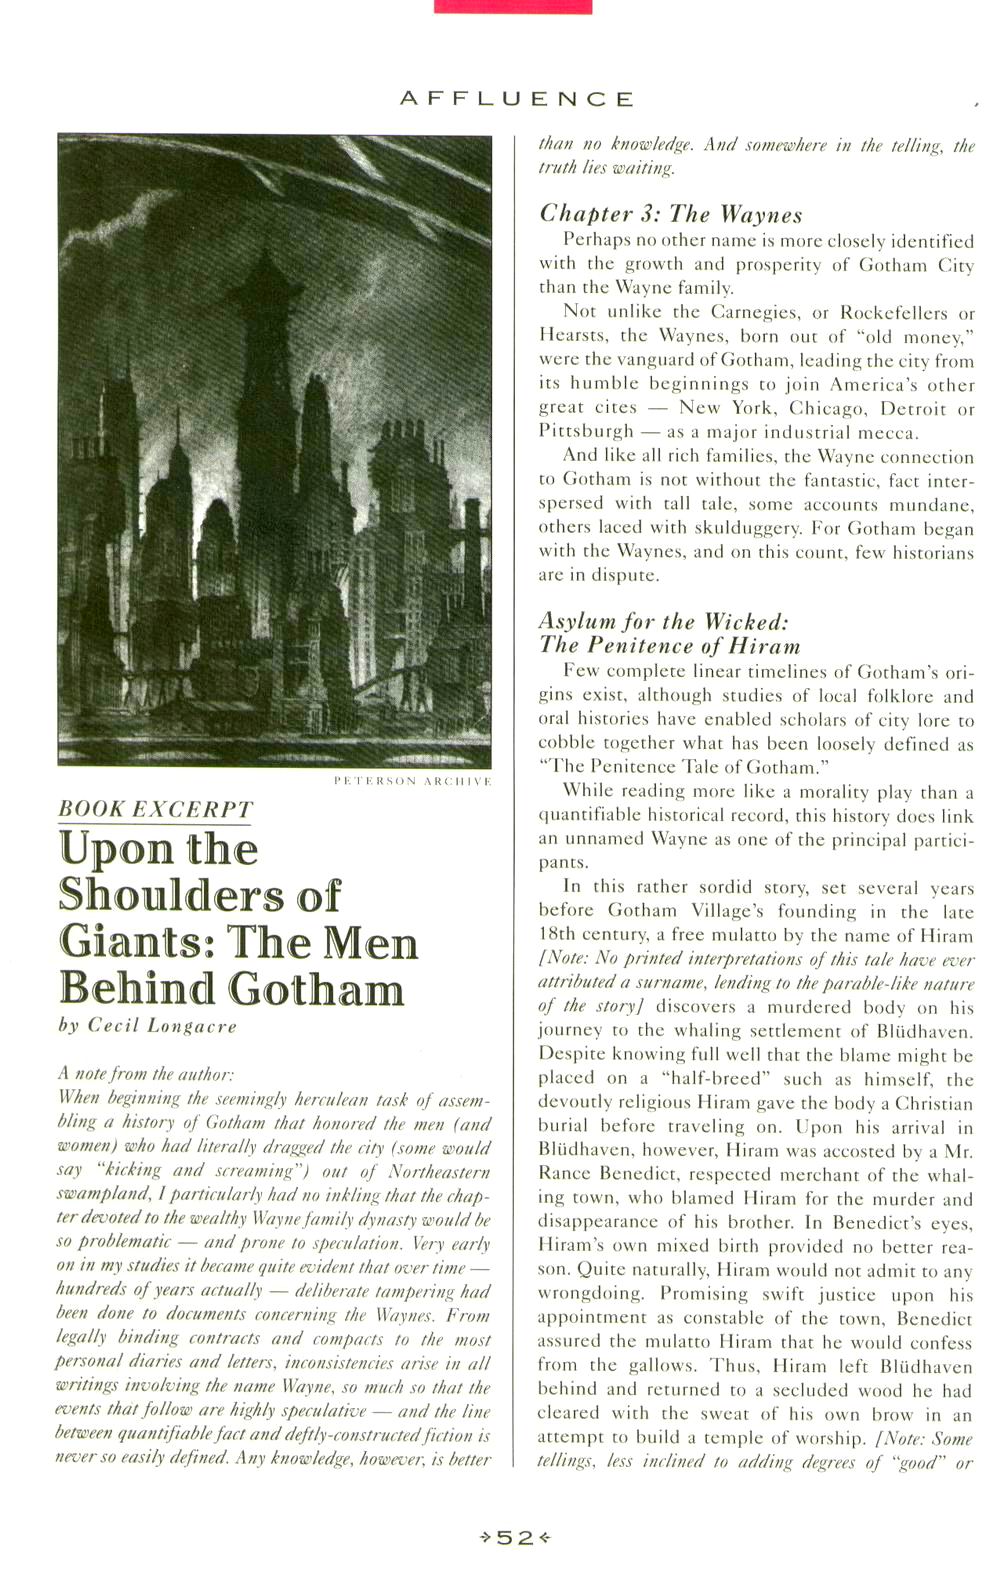 AFFLUENCE
PETERSON ARCHIVE
BOOK EXCERPT
Upon the
Shoulders of
Giants: The Men
Behind Gotham
by Cecil Longacre
A note from the author:
When beginning the seemingly herculean task of assem-
bling a history of Gotham that honored the men (and
women) who had literally dragged the city (some would
say "kicking and screaming") out of Northeastern
swampland, I particularly had no inkling that the chap-
ter devoted to the wealthy Wayne family dynasty would be
so problematic — and prone to speculation. Very early
on in my studies it became quite evident that over time —
hundreds of years actually — deliberate tampering had
been done to documents concerning the Waynes. From
legally binding contracts and compacts to the most
personal diaries and letters, inconsistencies arise in all
writings involving the name Wayne, so much so that the
events that follow are highly speculative — and the line
between quantifiable fact and deftly-constructed fiction is
never so easily defined. Any knowledge, however, is better
than no knowledge. And somewhere in the telling, the
truth lies waiting.
Chapter 3: The Waynes
Perhaps no other name is more closely identified
with the growth and prosperity of Gotham City
than the Wayne family.
Not unlike the Carnegies, or Rockefellers or
Hearsts, the Waynes, born out of "old money,"
were the vanguard of Gotham, leading the city from
its humble beginnings to join America's other
great cites — New York, Chicago, Detroit or
Pittsburgh — as a major industrial mecca.
And like all rich families, the Wayne connection
to Gotham is not without the fantastic, fact inter-
spersed with tall tale, some accounts mundane,
others laced with skulduggery. For Gotham began
with the Waynes, and on this count, few historians
are in dispute.
Asylum for the Wicked:
The Penitence of Hiram
Few complete linear timelines of Gotham's ori-
gins exist, although studies of local folklore and
oral histories have enabled scholars of city lore to
cobble together what has been loosely defined as
"The Penitence Tale of Gotham."
While reading more like a morality play than a
quantifiable historical record, this history does link
an unnamed Wayne as one of the principal partici-
pants.
In this rather sordid story, set several years
before Gotham Village's founding in the late
18th century, a free mulatto by the name of Hiram
[Note: No printed interpretations of this tale have ever
attributed a surname, lending to the parable-like nature
of the story] discovers a murdered body on his
journey to the whaling settlement of Blüdhaven.
Despite knowing full well that the blame might be
placed on a "half-breed" such as himself, the
devoutly religious Hiram gave the body a Christian
burial before traveling on. Upon his arrival in
Blüdhaven, however, Hiram was accosted by a Mr.
Rance Benedict, respected merchant of the whal-
ing town, who blamed Hiram for the murder and
disappearance of his brother. In Benedict's eyes,
Hiram's own mixed birth provided no better rea-
son. Quite naturally, Hiram would not admit to any
wrongdoing. Promising swift justice upon his
appointment as constable of the town, Benedict
assured the mulatto Hiram that he would confess
from the gallows. Thus, Hiram left Blüdhaven
behind and returned to a secluded wood he had
cleared with the sweat of his own brow in an
attempt to build a temple of worship. [Note: Some
tellings, less inclined to adding degrees of "good" or
52